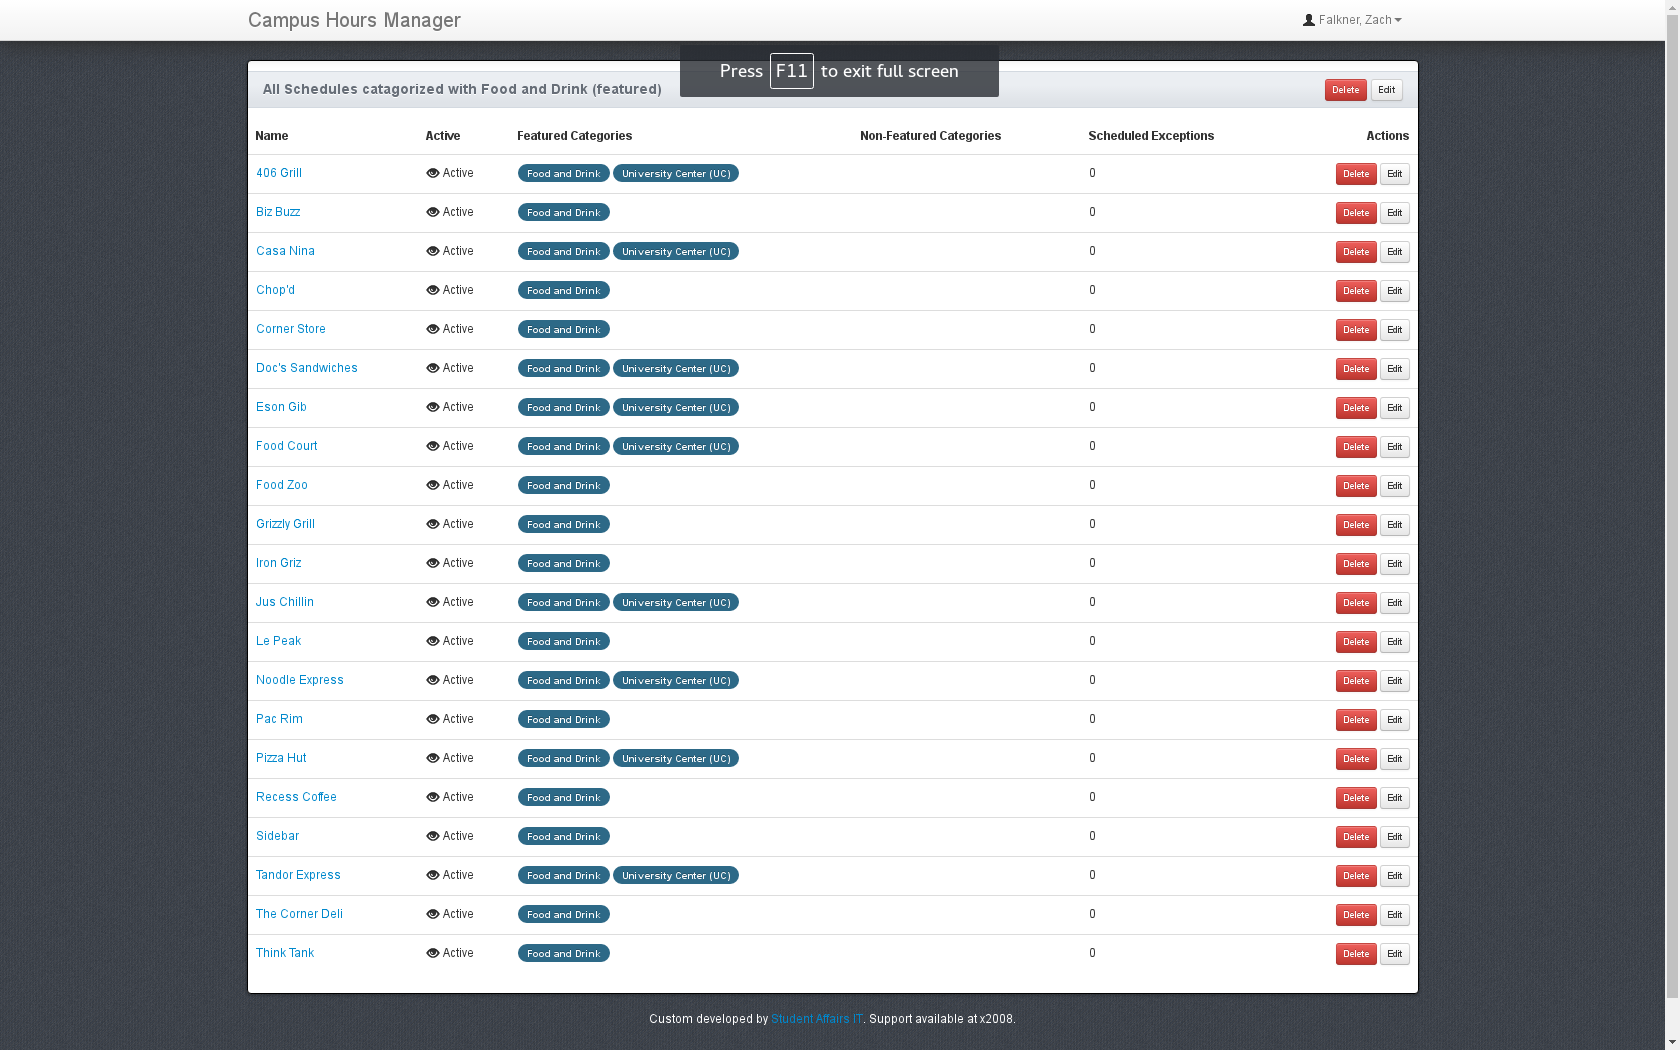 Campus Hours Manager Falkner, Zach
Press F11 to exit full screen
All Schedules catagorized with Food and Drink (featured) Delete Edit
Name Active Featured Categories Non-Featured Categories Scheduled Exceptions Actions
406 Grill Active Food and Drink University Center (UC) 0 Delete Edit
Biz Buzz Active Food and Drink 0 Delete Edit
Casa Nina Active Food and Drink University Center (UC) 0 Delete Edit
Chop'd Active Food and Drink 0 Delete Edit
Corner Store Active Food and Drink 0 Delete Edit
Doc's Sandwiches Active Food and Drink University Center (UC) 0 Delete Edit
Eson Gib Active Food and Drink University Center (UC) 0 Delete Edit
Food Court Active Food and Drink University Center (UC) 0 Delete Edit
Food Zoo Active Food and Drink 0 Delete Edit
Grizzly Grill Active Food and Drink 0 Delete Edit
Iron Griz Active Food and Drink 0 Delete Edit
Jus Chillin Active Food and Drink University Center (UC) 0 Delete Edit
Le Peak Active Food and Drink 0 Delete Edit
Noodle Express Active Food and Drink University Center (UC) 0 Delete Edit
Pac Rim Active Food and Drink 0 Delete Edit
Pizza Hut Active Food and Drink University Center (UC) 0 Delete Edit
Recess Coffee Active Food and Drink 0 Delete Edit
Sidebar Active Food and Drink 0 Delete Edit
Tandor Express Active Food and Drink University Center (UC) 0 Delete Edit
The Corner Deli Active Food and Drink 0 Delete Edit
Think Tank Active Food and Drink 0 Delete Edit
Custom developed by Student Affairs IT. Support available at x2008.